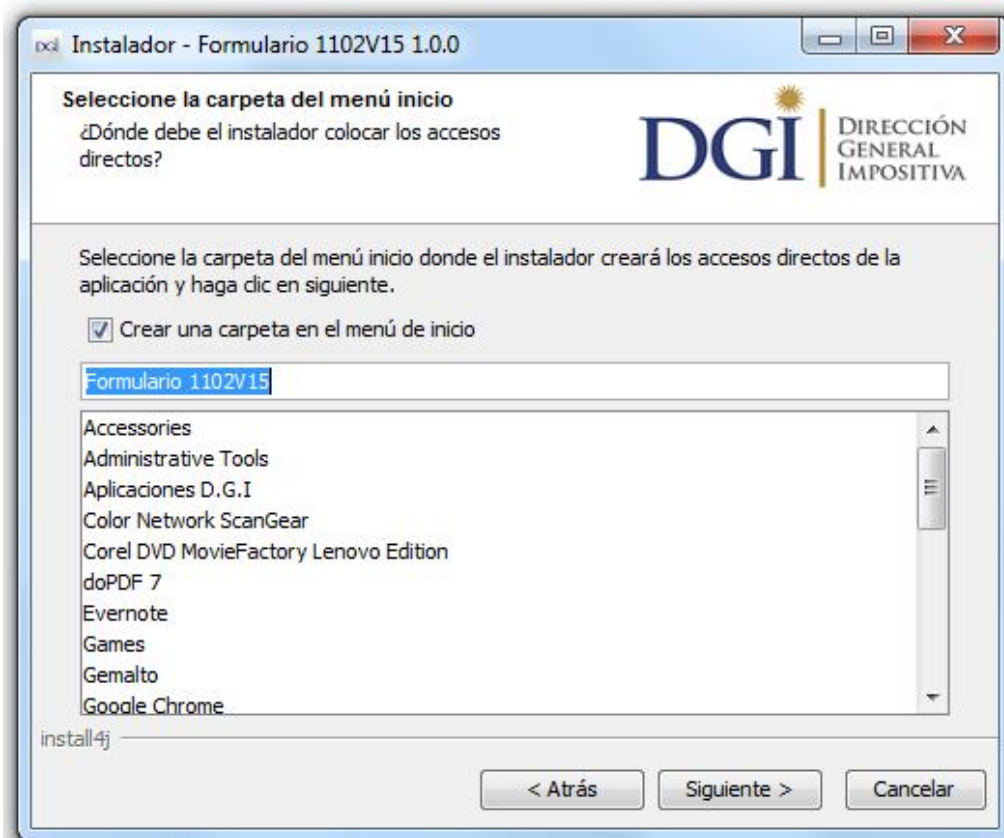 DGI Instalador - Formulario 1102V15 1.0.0
Seleccione la carpeta del menú inicio
¿Dónde debe el instalador colocar los accesos
directos?
DGI
DIRECCIÓN
GENERAL
IMPOSITIVA
Seleccione la carpeta del menú inicio donde el instalador creará los accesos directos de la
aplicación y haga clic en siguiente.
Crear una carpeta en el menú de inicio
Formulario 1102V15
Accessories
Administrative Tools
Aplicaciones D.G.I
Color Network ScanGear
Corel DVD MovieFactory Lenovo Edition
doPDF 7
Evernote
Games
Gemalto
Google Chrome
install4j
< Atrás
Siguiente >
Cancelar